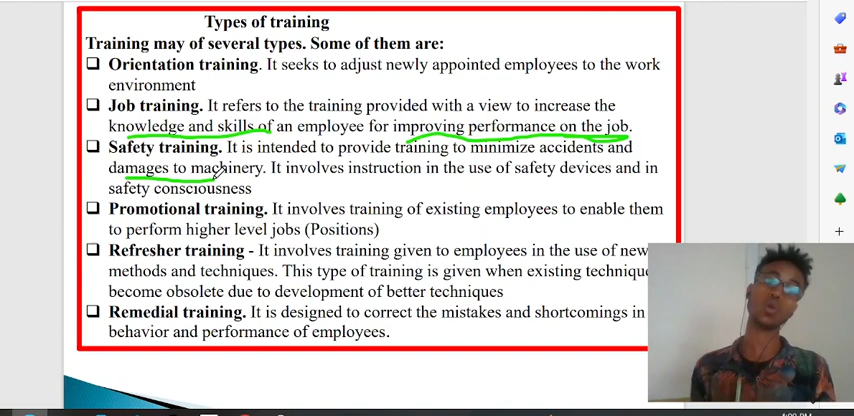 Types of training
Training may of several types. Some of them are:
❑ Orientation training. It seeks to adjust newly appointed employees to the work
environment
❑ Job training. It refers to the training provided with a view to increase the
knowledge and skills of an employee for improving performance on the job.
❑ Safety training. It is intended to provide training to minimize accidents and
damages to machinery. It involves instruction in the use of safety devices and in
safety consciousness
❑ Promotional training. It involves training of existing employees to enable them
to perform higher level jobs (Positions)
❑ Refresher training - It involves training given to employees in the use of new
methods and techniques. This type of training is given when existing
become obsolete due to development of better techniques
❑ Remedial training. It is designed to correct the mistakes and shortcomings in
behavior and performance of employees.